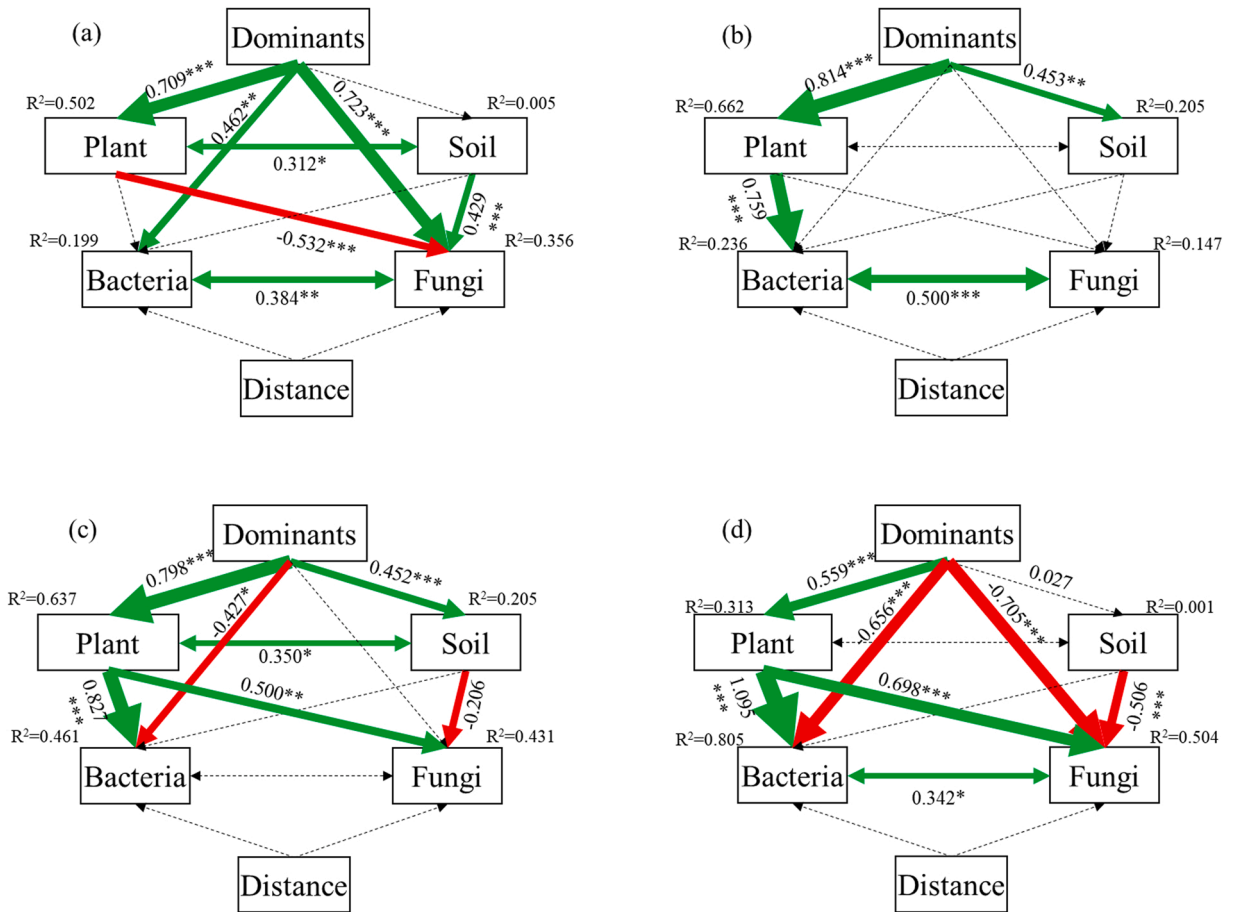 (a)
Dominants
0.709***
0.723***
0.462**
R²=0.502
R²=0.005
Plant
Soil
0.312*
0.429
***
-0.532***
R²=0.199
R²=0.356
Bacteria
Fungi
0.384**
Distance
(b)
Dominants
0.814***
0.453**
R²=0.662
R²=0.205
Plant
Soil
0.759
***
R²=0.236
R²=0.147
Bacteria
Fungi
0.500***
Distance
(c)
Dominants
0.798***
0.452***
-0.427*
R²=0.637
R²=0.205
Plant
Soil
0.350*
0.827
***
0.500**
-0.206
R²=0.461
R²=0.431
Bacteria
Fungi
Distance
(d)
Dominants
0.559***
0.027
-0.656***
-0.705***
R²=0.313
R²=0.001
Plant
Soil
1.095
***
0.698***
-0.506
***
R²=0.805
R²=0.504
Bacteria
Fungi
0.342*
Distance